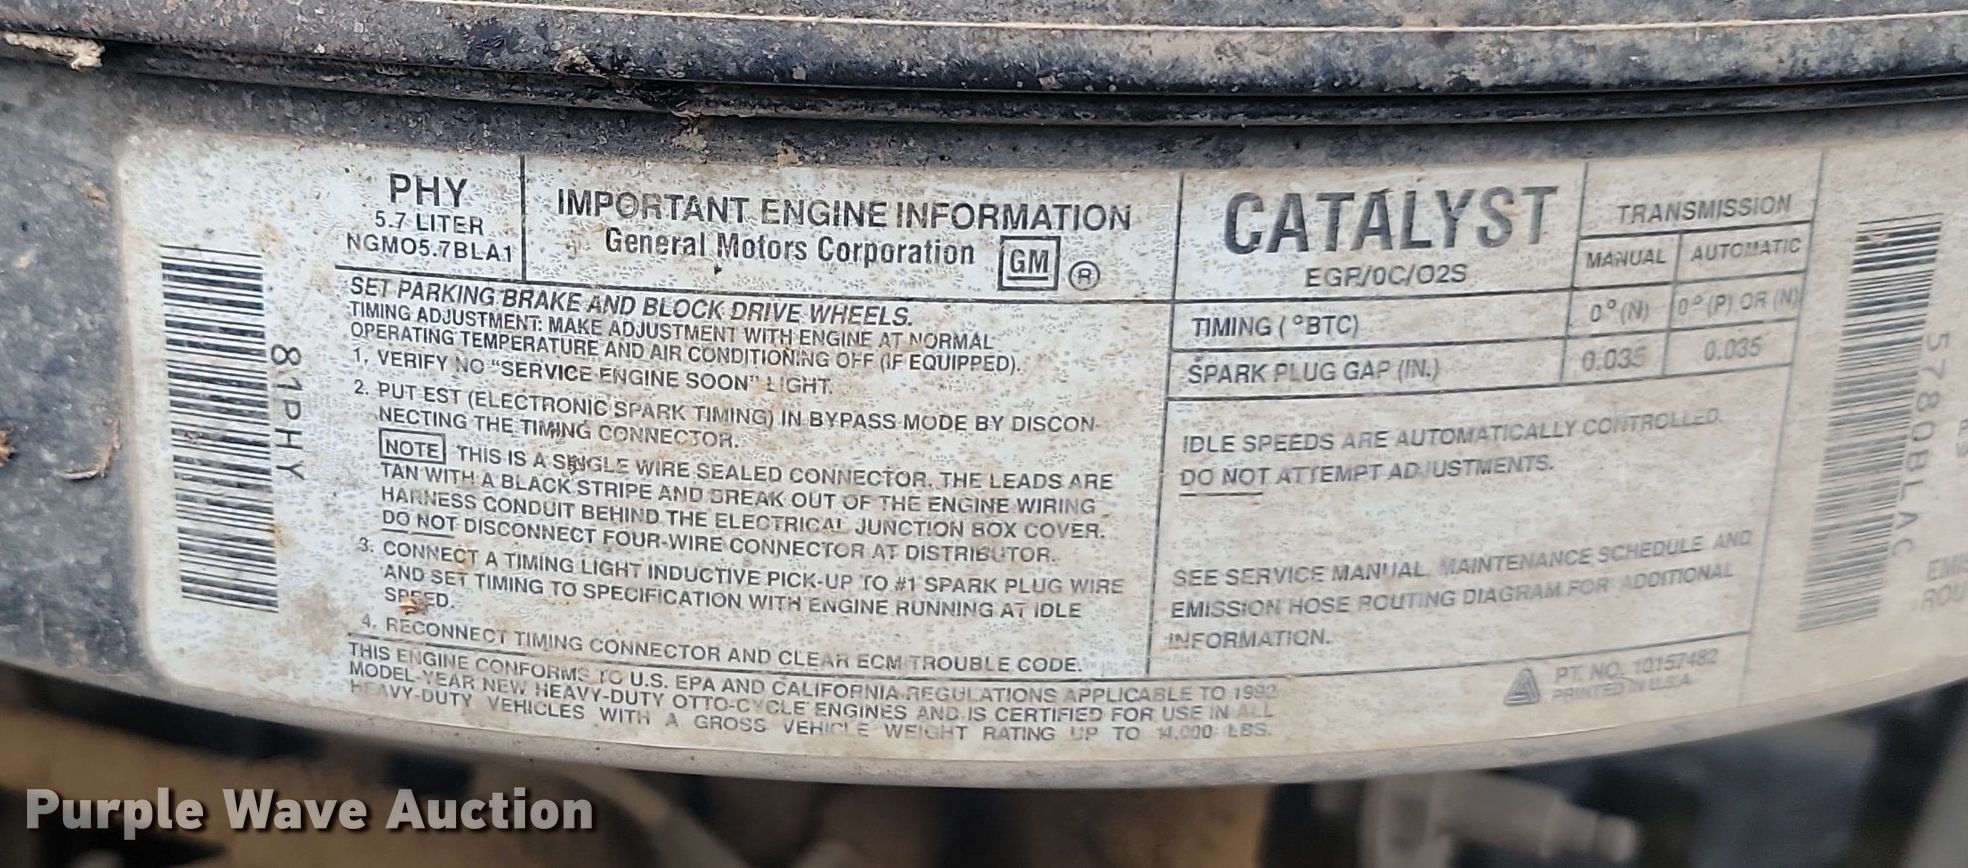 PHY
5.7 LITER
NGMO5.7BLA1
IMPORTANT ENGINE INFORMATION
General Motors Corporation GM ®
CATALYST
EGR/OC/O2S
TRANSMISSION
MANUAL AUTOMATIC
TIMING (°BTC) 0°(N) 0°(P) OR (N)
SPARK PLUG GAP (IN.) 0.035 0.035
SET PARKING BRAKE AND BLOCK DRIVE WHEELS.
TIMING ADJUSTMENT: MAKE ADJUSTMENT WITH ENGINE AT NORMAL
OPERATING TEMPERATURE AND AIR CONDITIONING OFF (IF EQUIPPED).
1. VERIFY NO "SERVICE ENGINE SOON" LIGHT.
2. PUT EST (ELECTRONIC SPARK TIMING) IN BYPASS MODE BY DISCON-
NECTING THE TIMING CONNECTOR.
NOTE THIS IS A SINGLE WIRE SEALED CONNECTOR. THE LEADS ARE
TAN WITH A BLACK STRIPE AND BREAK OUT OF THE ENGINE WIRING
HARNESS CONDUIT BEHIND THE ELECTRICAL JUNCTION BOX COVER.
DO NOT DISCONNECT FOUR-WIRE CONNECTOR AT DISTRIBUTOR.
3. CONNECT A TIMING LIGHT INDUCTIVE PICK-UP TO #1 SPARK PLUG WIRE
AND SET TIMING TO SPECIFICATION WITH ENGINE RUNNING AT IDLE
SPEED.
4. RECONNECT TIMING CONNECTOR AND CLEAR ECM TROUBLE CODE.
IDLE SPEEDS ARE AUTOMATICALLY CONTROLLED.
DO NOT ATTEMPT ADJUSTMENTS.
SEE SERVICE MANUAL, MAINTENANCE SCHEDULE AND
EMISSION HOSE ROUTING DIAGRAM FOR ADDITIONAL
INFORMATION.
THIS ENGINE CONFORMS TO U.S. EPA AND CALIFORNIA REGULATIONS APPLICABLE TO 1992
MODEL-YEAR NEW HEAVY-DUTY OTTO-CYCLE ENGINES AND IS CERTIFIED FOR USE IN ALL
HEAVY-DUTY VEHICLES WITH A GROSS VEHICLE WEIGHT RATING UP TO 14,000 LBS.
PT. NO. 10157482
PRINTED IN U.S.A.
81PHY
5780BLAC
Purple Wave Auction